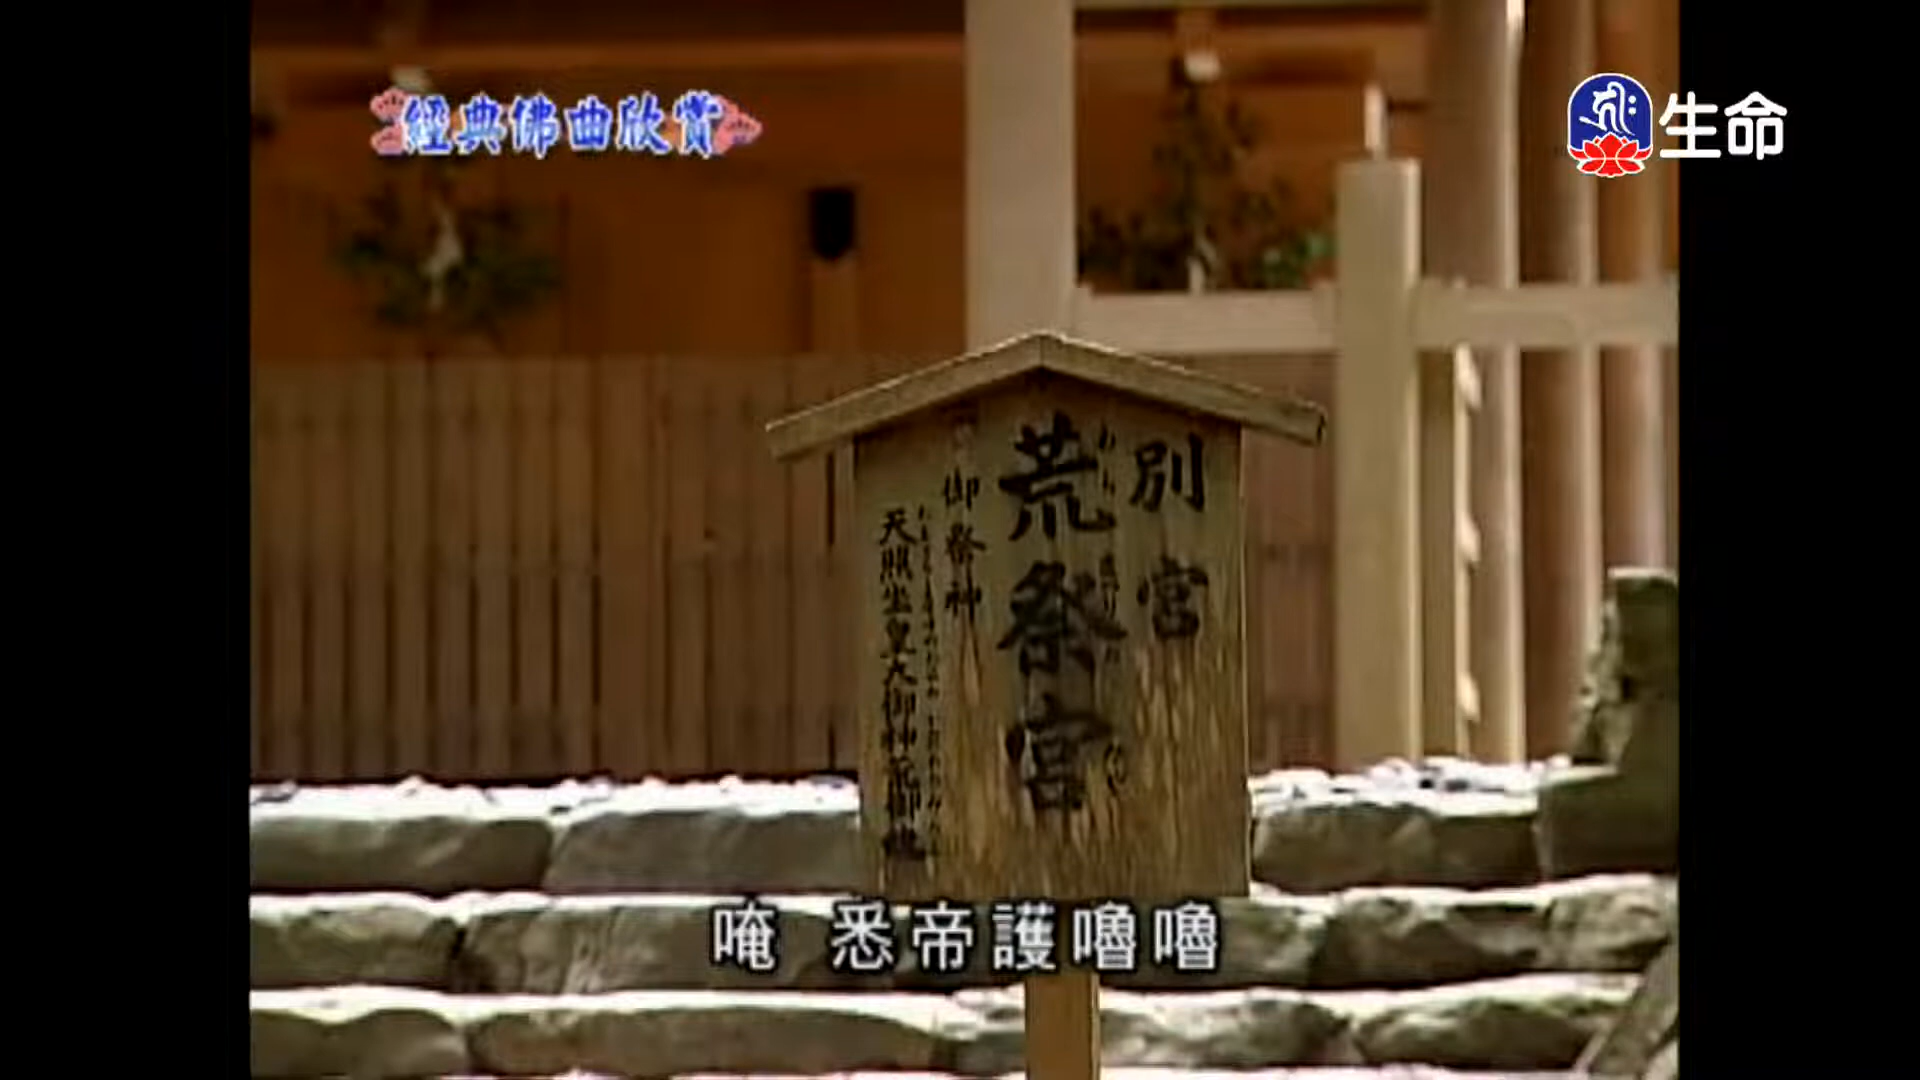 經典佛曲欣賞
生命
別宮
荒祭宮
御祭神
天照坐皇大御神荒御魂
唵 悉帝護嚕嚕